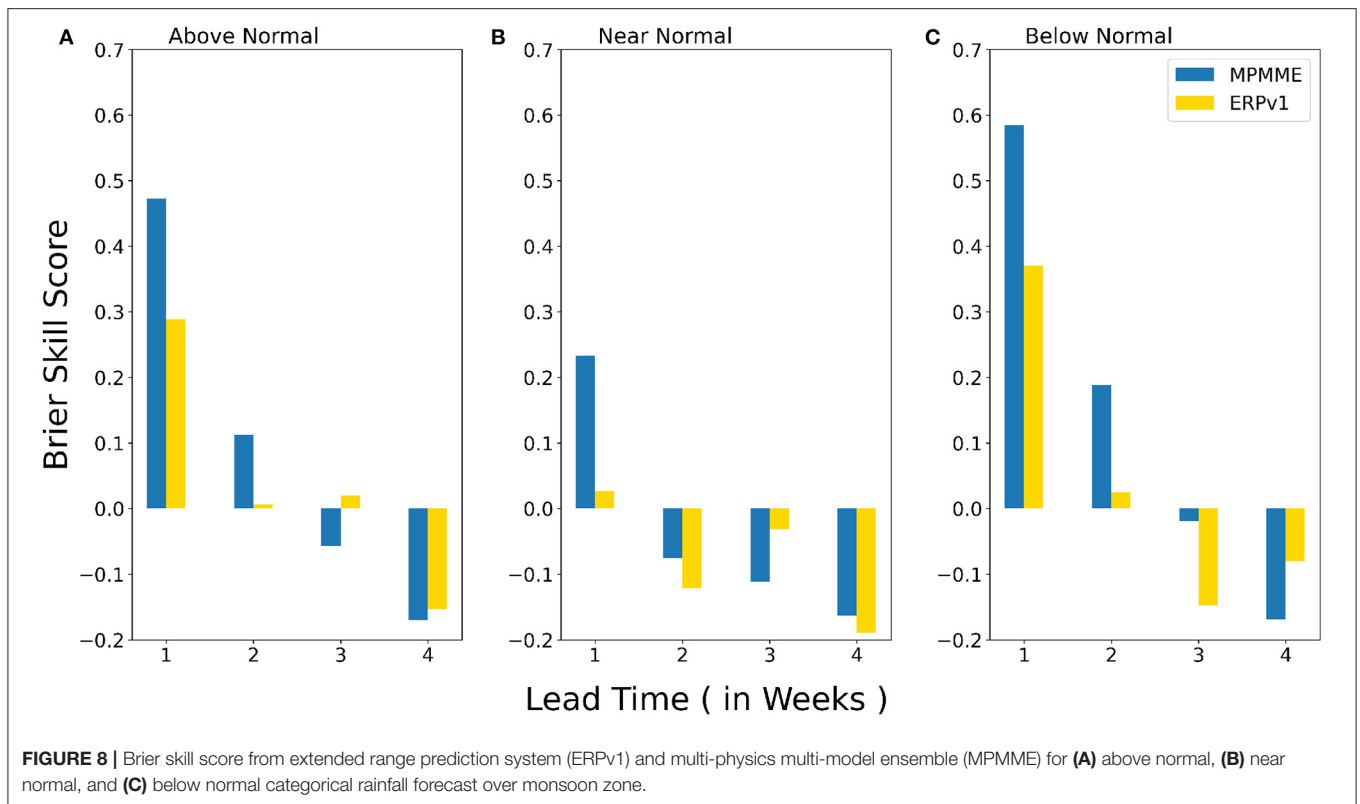 A Above Normal B Near Normal C Below Normal
0.7 0.7 0.7
MPMME
ERPv1
0.6 0.6 0.6
0.5 0.5 0.5
0.4 0.4 0.4
0.3 0.3 0.3
0.2 0.2 0.2
0.1 0.1 0.1
0.0 0.0 0.0
−0.1 −0.1 −0.1
−0.2 −0.2 −0.2
Brier Skill Score
1 2 3 4 1 2 3 4 1 2 3 4
Lead Time ( in Weeks )
FIGURE 8 | Brier skill score from extended range prediction system (ERPv1) and multi-physics multi-model ensemble (MPMME) for (A) above normal, (B) near
normal, and (C) below normal categorical rainfall forecast over monsoon zone.